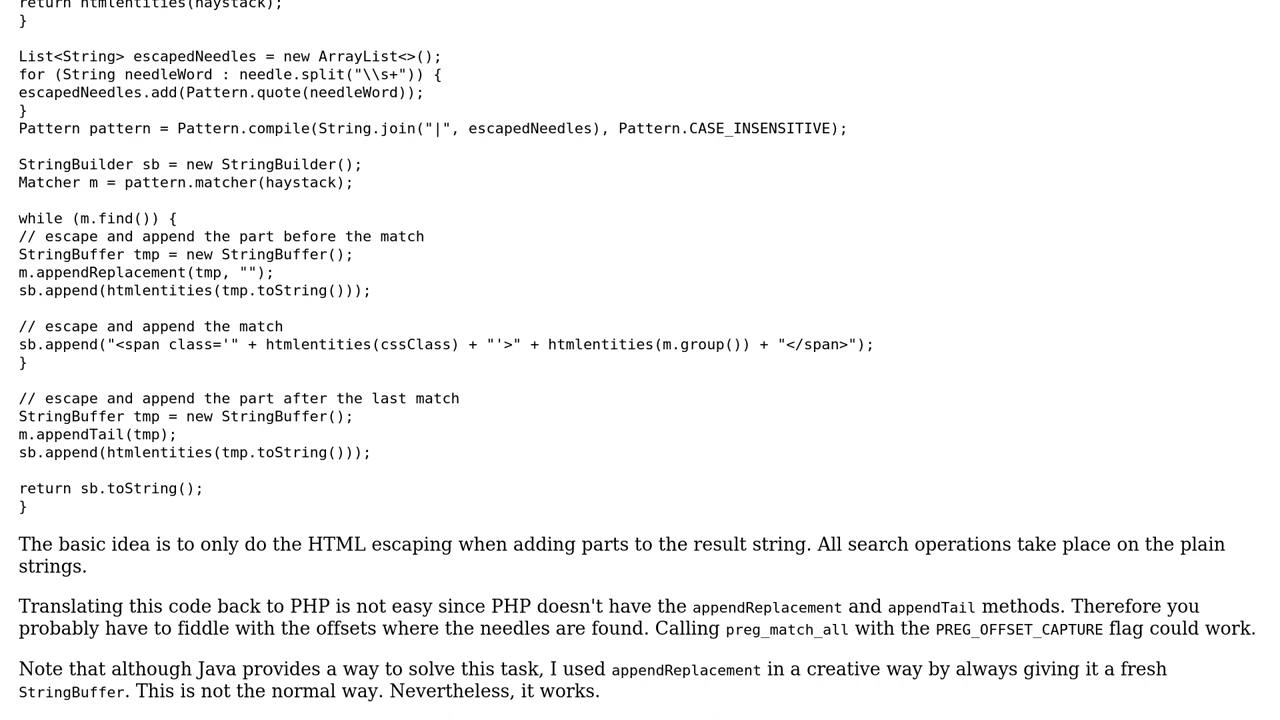 return htmlentities(haystack);
}
List<String> escapedNeedles = new ArrayList<>();
for (String needleWord : needle.split("\\s+")) {
escapedNeedles.add(Pattern.quote(needleWord));
}
Pattern pattern = Pattern.compile(String.join("|", escapedNeedles), Pattern.CASE_INSENSITIVE);
StringBuilder sb = new StringBuilder();
Matcher m = pattern.matcher(haystack);
while (m.find()) {
// escape and append the part before the match
StringBuffer tmp = new StringBuffer();
m.appendReplacement(tmp, "");
sb.append(htmlentities(tmp.toString()));
// escape and append the match
sb.append("<span class='" + htmlentities(cssClass) + "'>" + htmlentities(m.group()) + "</span>");
}
// escape and append the part after the last match
StringBuffer tmp = new StringBuffer();
m.appendTail(tmp);
sb.append(htmlentities(tmp.toString()));
return sb.toString();
}
The basic idea is to only do the HTML escaping when adding parts to the result string. All search operations take place on the plain
strings.
Translating this code back to PHP is not easy since PHP doesn't have the appendReplacement and appendTail methods. Therefore you
probably have to fiddle with the offsets where the needles are found. Calling preg_match_all with the PREG_OFFSET_CAPTURE flag could work.
Note that although Java provides a way to solve this task, I used appendReplacement in a creative way by always giving it a fresh
StringBuffer. This is not the normal way. Nevertheless, it works.